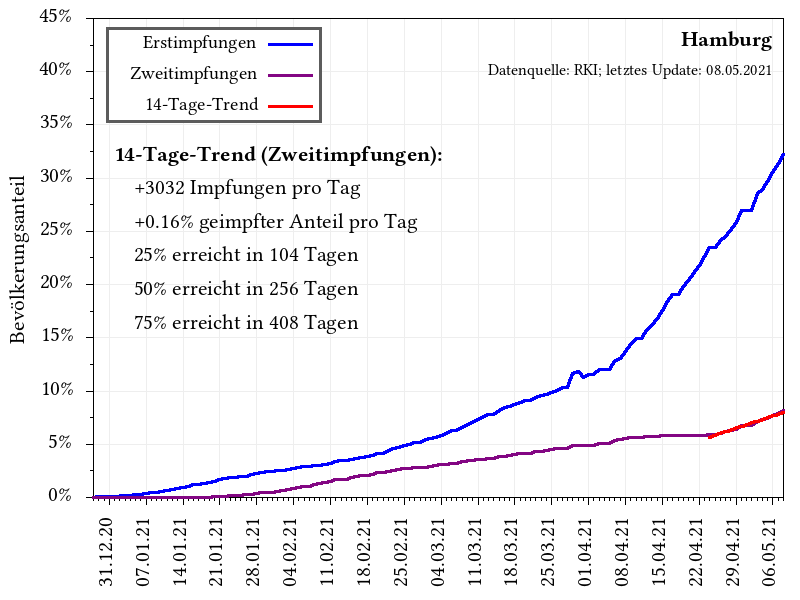 45%
40%
35%
30%
25%
20%
15%
10%
5%
0%
Bevölkerungsanteil
Erstimpfungen
Zweitimpfungen
14-Tage-Trend
Hamburg
Datenquelle: RKI; letztes Update: 08.05.2021
14-Tage-Trend (Zweitimpfungen):
+3032 Impfungen pro Tag
+0.16% geimpfter Anteil pro Tag
25% erreicht in 104 Tagen
50% erreicht in 256 Tagen
75% erreicht in 408 Tagen
31.12.20
07.01.21
14.01.21
21.01.21
28.01.21
04.02.21
11.02.21
18.02.21
25.02.21
04.03.21
11.03.21
18.03.21
25.03.21
01.04.21
08.04.21
15.04.21
22.04.21
29.04.21
06.05.21